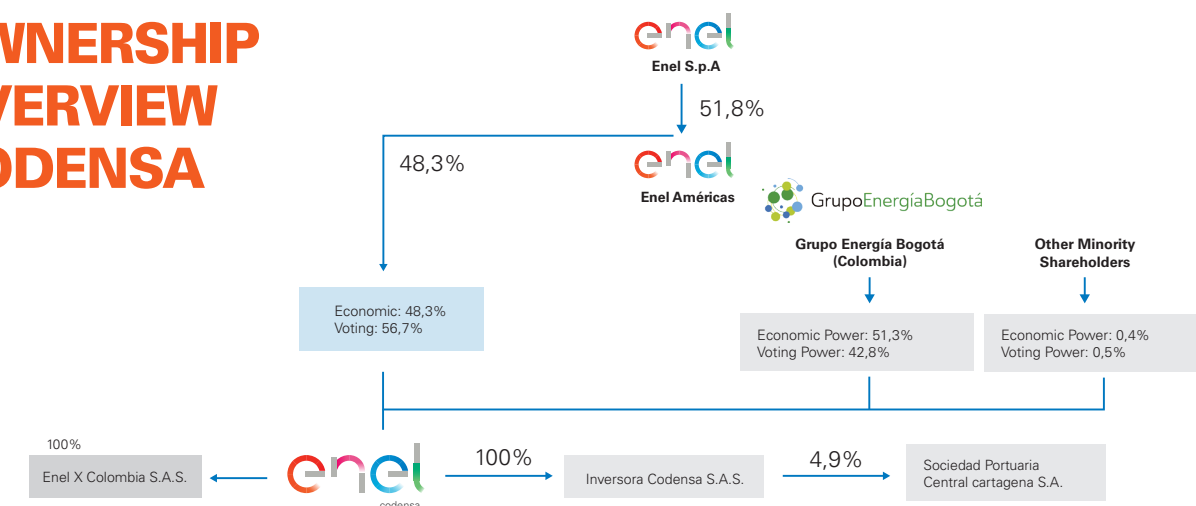 WNERSHIP
VERVIEW
ODENSA
enel
Enel S.p.A
51,8%
48,3%
enel
Enel Américas
GrupoEnergíaBogotá
Grupo Energía Bogotá
(Colombia)
Other Minority
Shareholders
Economic: 48,3%
Voting: 56,7%
Economic Power: 51,3%
Voting Power: 42,8%
Economic Power: 0,4%
Voting Power: 0,5%
100%
Enel X Colombia S.A.S.
enel
codensa
100%
Inversora Codensa S.A.S.
4,9%
Sociedad Portuaria
Central cartagena S.A.